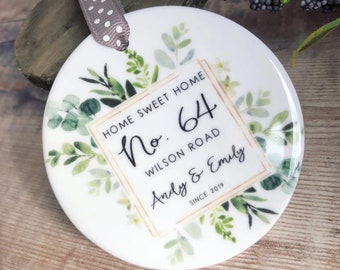 HOME SWEET HOME
No. 64
WILSON ROAD
Andy & Emily
SINCE 2019